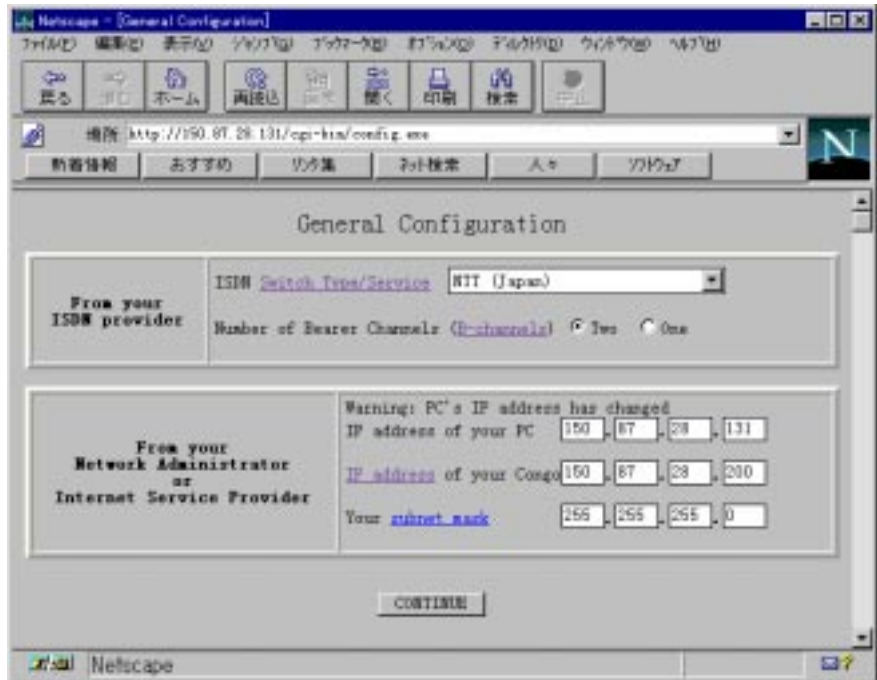 Netscape - [General Configuration]
ファイル(F) 編集(E) 表示(V) ジャンプ(G) ブックマーク(B) オプション(O) ディレクトリ(D) ウィンドウ(W) ヘルプ(H)
戻る ホーム 再読込 開く 印刷 検索 中止
場所 http://150.87.28.131/cgi-bin/config.exe
新着情報 おすすめ リンク集 ネット検索 人々 ソフトウェア
General Configuration
From your
ISDN provider
ISDN Switch Type/Service NTT (Japan)
Number of Bearer Channels (B-channels) Two One
From your
Network Administrator
or
Internet Service Provider
Warning: PC's IP address has changed
IP address of your PC 150 . 87 . 28 . 131
IP address of your Congo 150 . 87 . 28 . 200
Your subnet mask 255 . 255 . 255 . 0
CONTINUE
Netscape